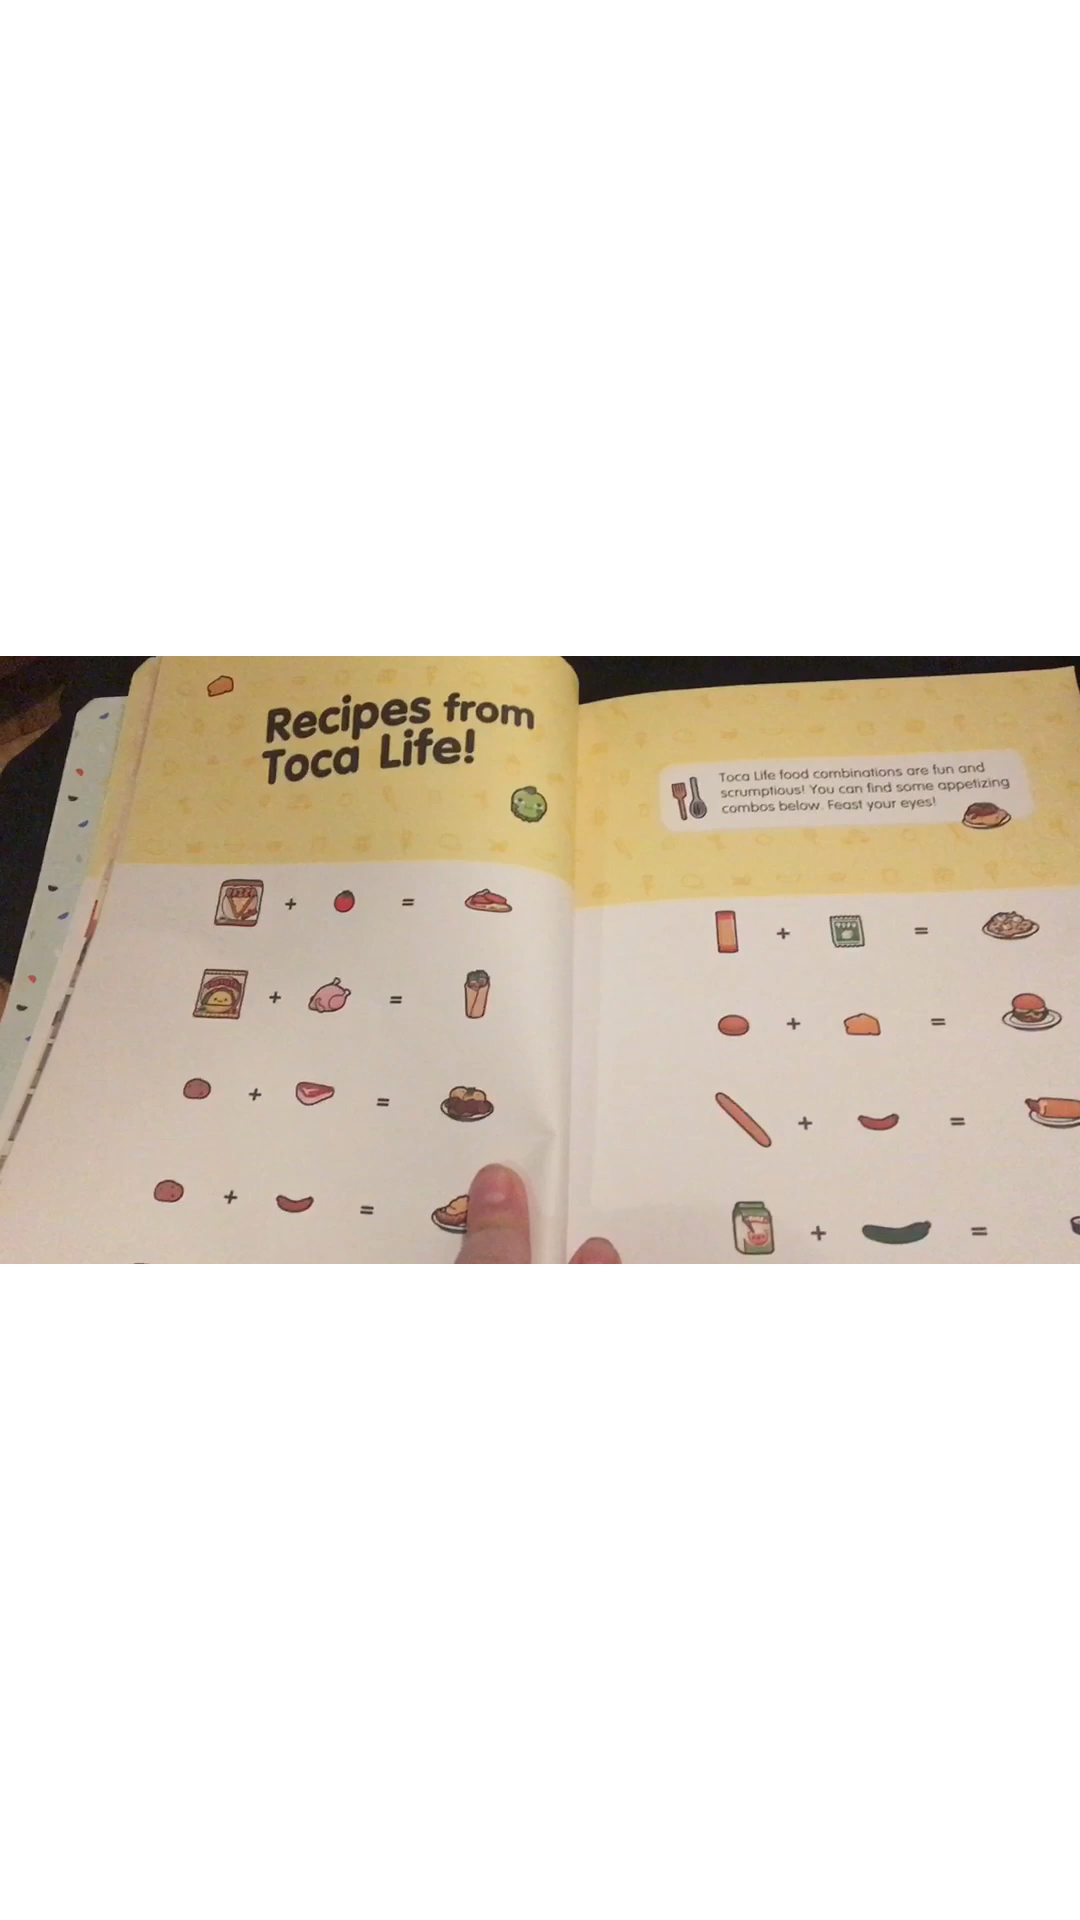 Recipes from
Toca Life!
Toca Life food combinations are fun and
scrumptious! You can find some appetizing
combos below. Feast your eyes!
+ =
+ =
+ =
+ =
+ =
+ =
+ =
+ =